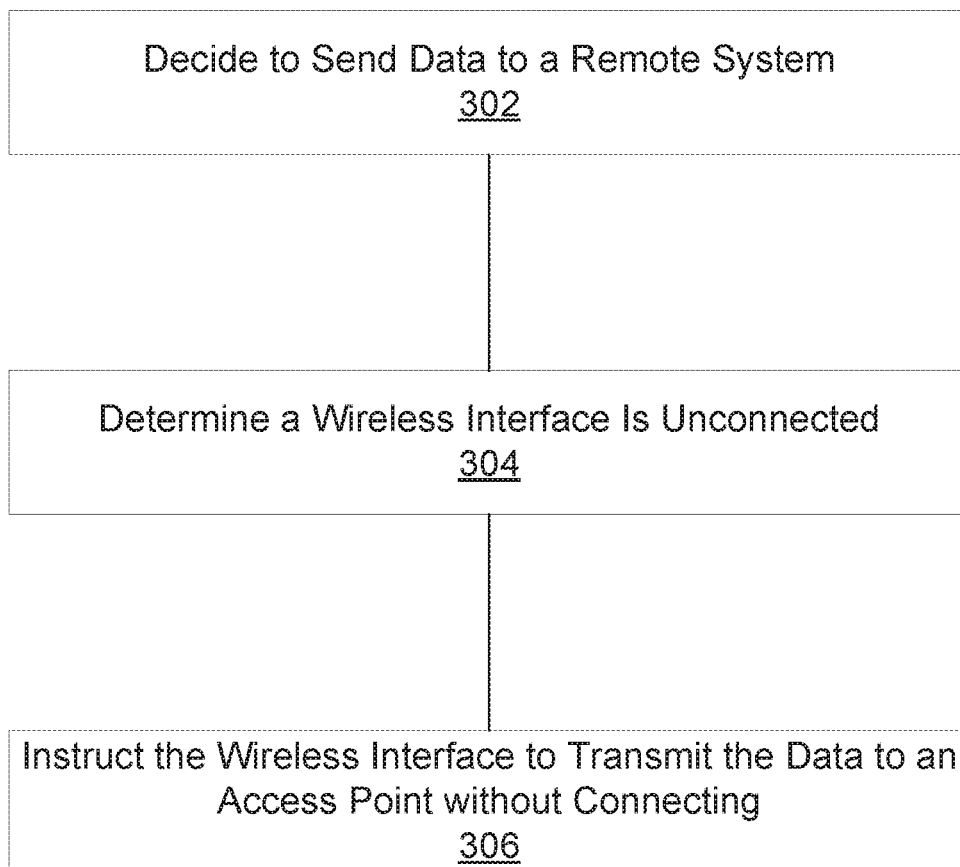 Decide to Send Data to a Remote System
302
Determine a Wireless Interface Is Unconnected
304
Instruct the Wireless Interface to Transmit the Data to an
Access Point without Connecting
306